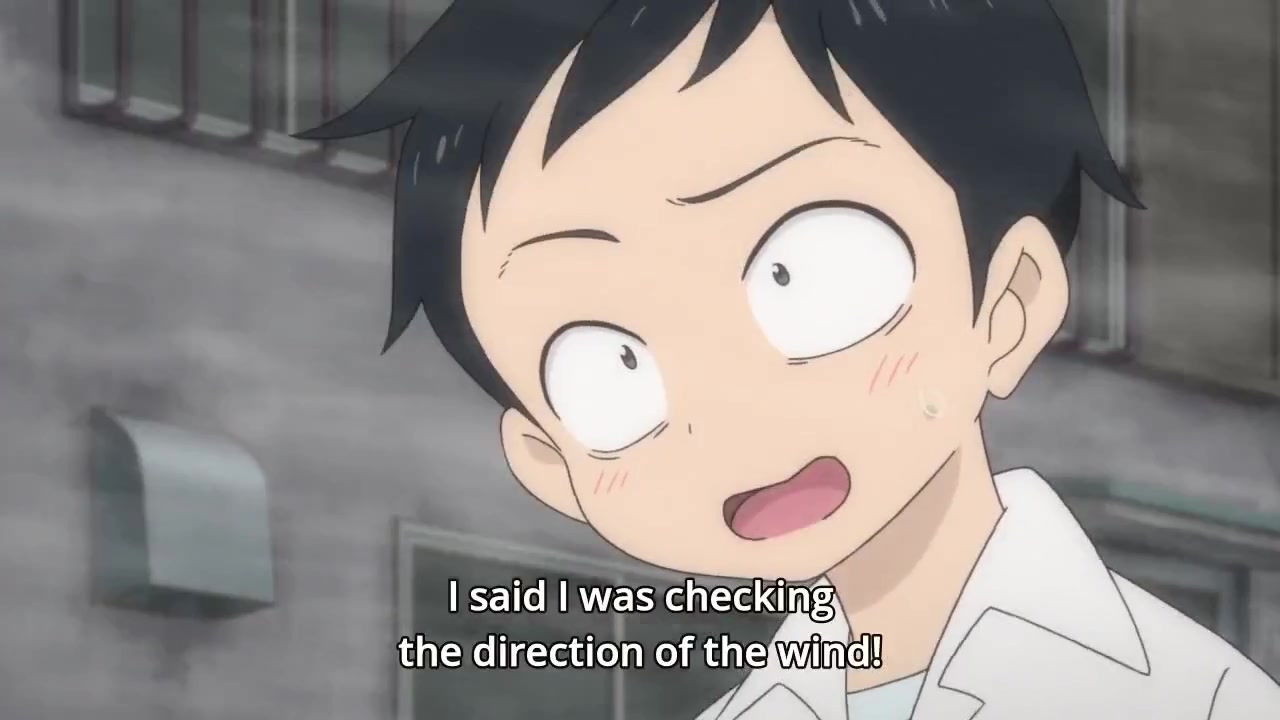 I said I was checking
the direction of the wind!